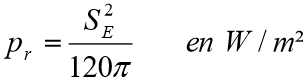 p_r = S_E^2 / 120π en W / m²